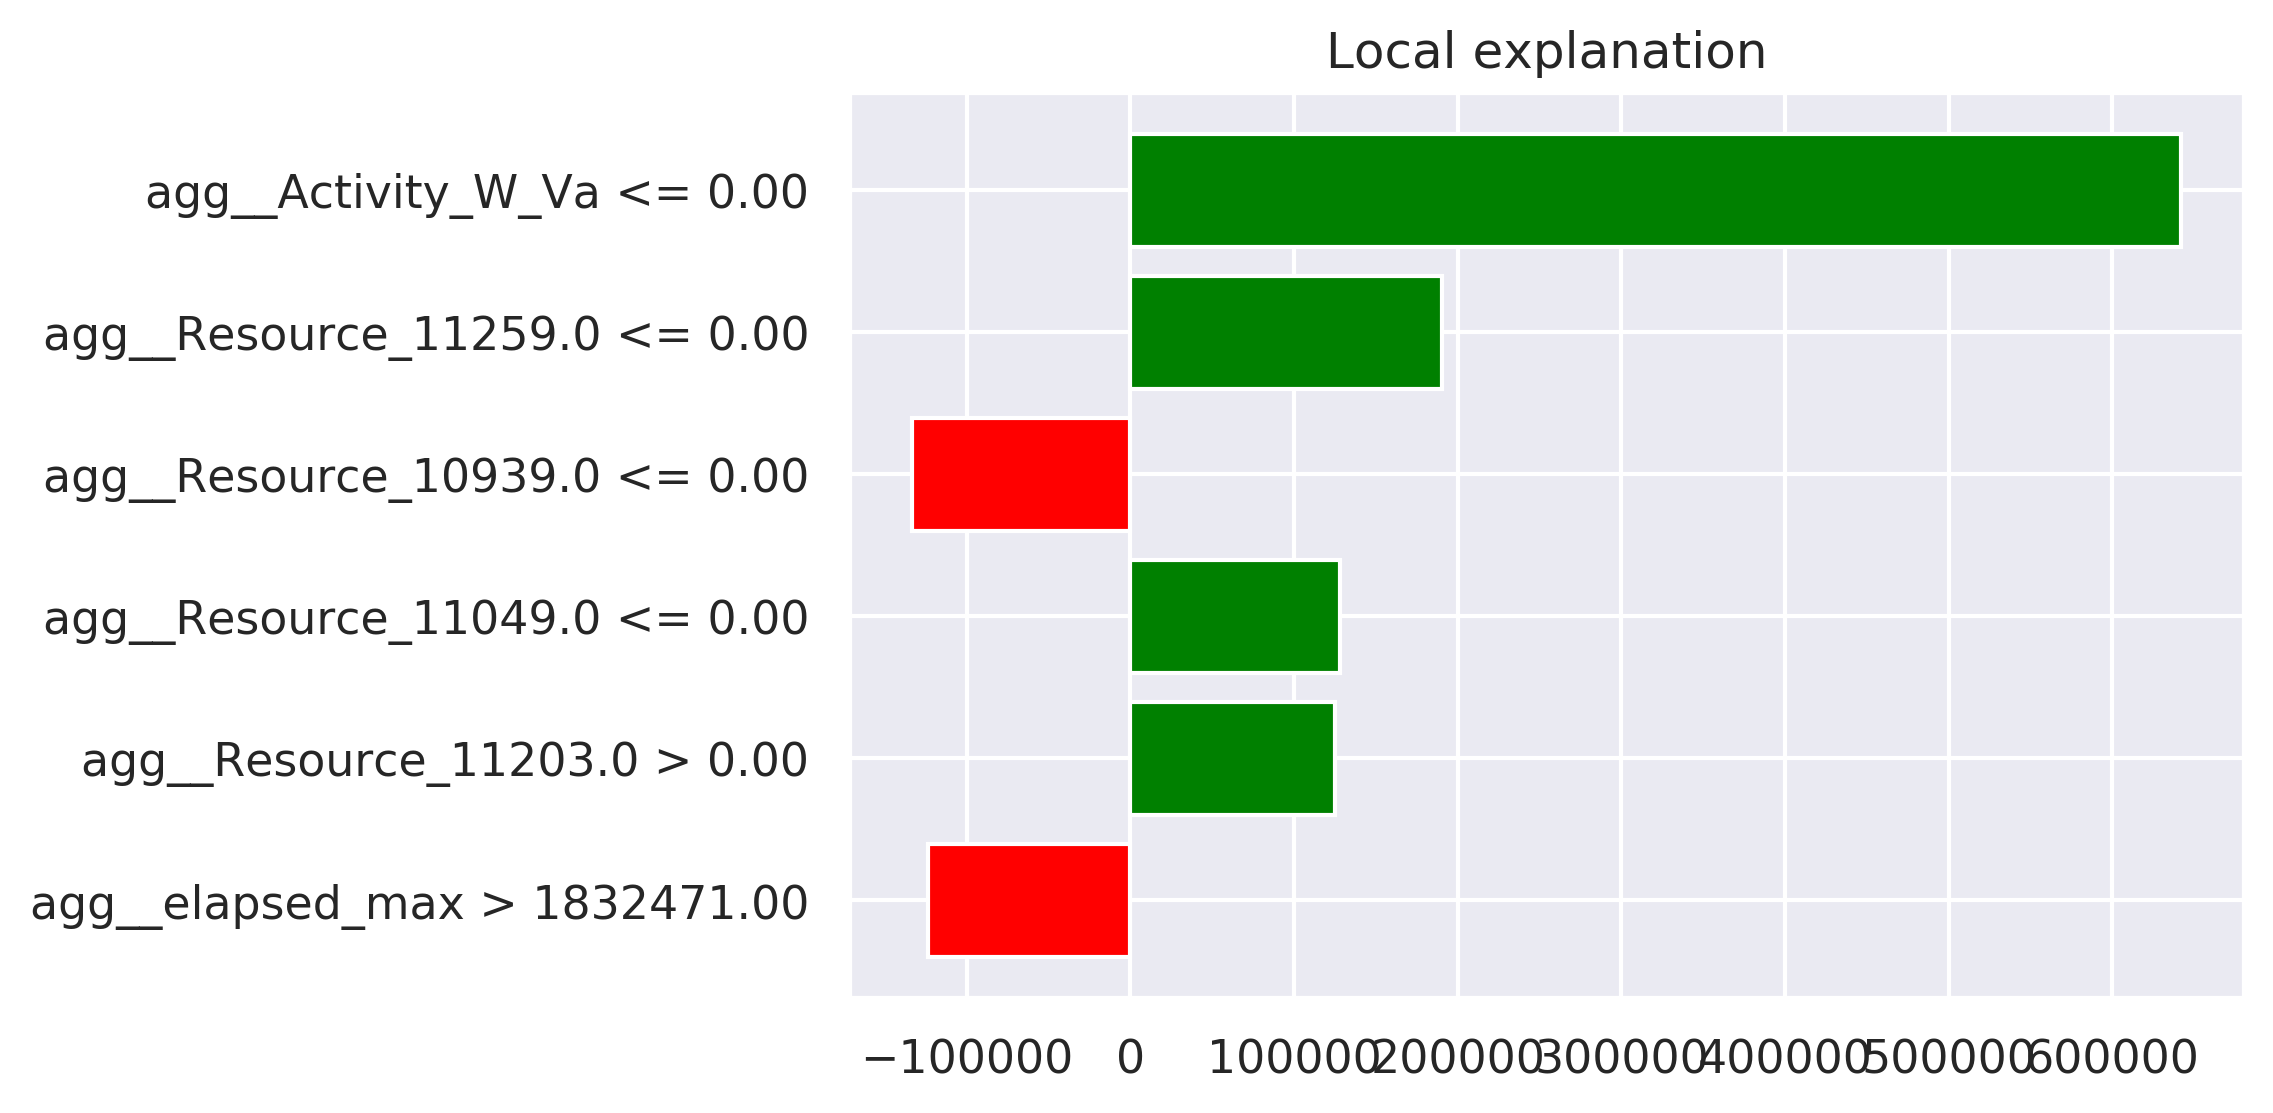 Local explanation
agg__Activity_W_Va <= 0.00
agg__Resource_11259.0 <= 0.00
agg__Resource_10939.0 <= 0.00
agg__Resource_11049.0 <= 0.00
agg__Resource_11203.0 > 0.00
agg__elapsed_max > 1832471.00
−100000 0 100000 200000 300000 400000 500000 600000